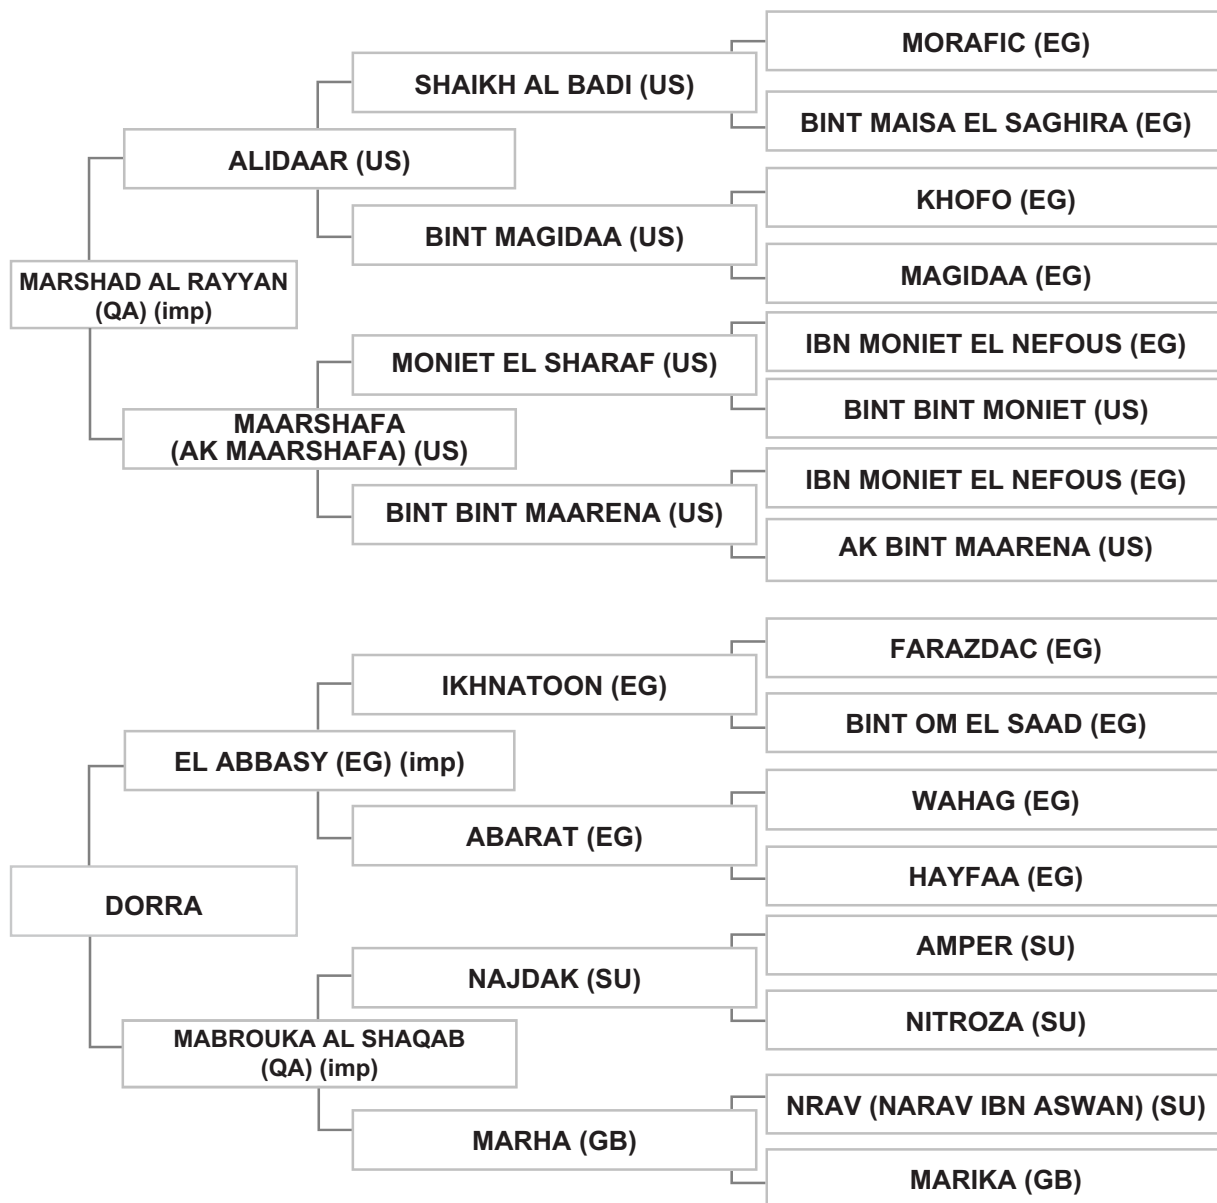 MORAFIC (EG)
SHAIKH AL BADI (US)
BINT MAISA EL SAGHIRA (EG)
ALIDAAR (US)
KHOFO (EG)
BINT MAGIDAA (US)
MAGIDAA (EG)
MARSHAD AL RAYYAN
(QA) (imp)
IBN MONIET EL NEFOUS (EG)
MONIET EL SHARAF (US)
BINT BINT MONIET (US)
MAARSHAFA
(AK MAARSHAFA) (US)
IBN MONIET EL NEFOUS (EG)
BINT BINT MAARENA (US)
AK BINT MAARENA (US)
FARAZDAC (EG)
IKHNATOON (EG)
BINT OM EL SAAD (EG)
EL ABBASY (EG) (imp)
WAHAG (EG)
ABARAT (EG)
HAYFAA (EG)
DORRA
AMPER (SU)
NAJDAK (SU)
NITROZA (SU)
MABROUKA AL SHAQAB
(QA) (imp)
NRAV (NARAV IBN ASWAN) (SU)
MARHA (GB)
MARIKA (GB)